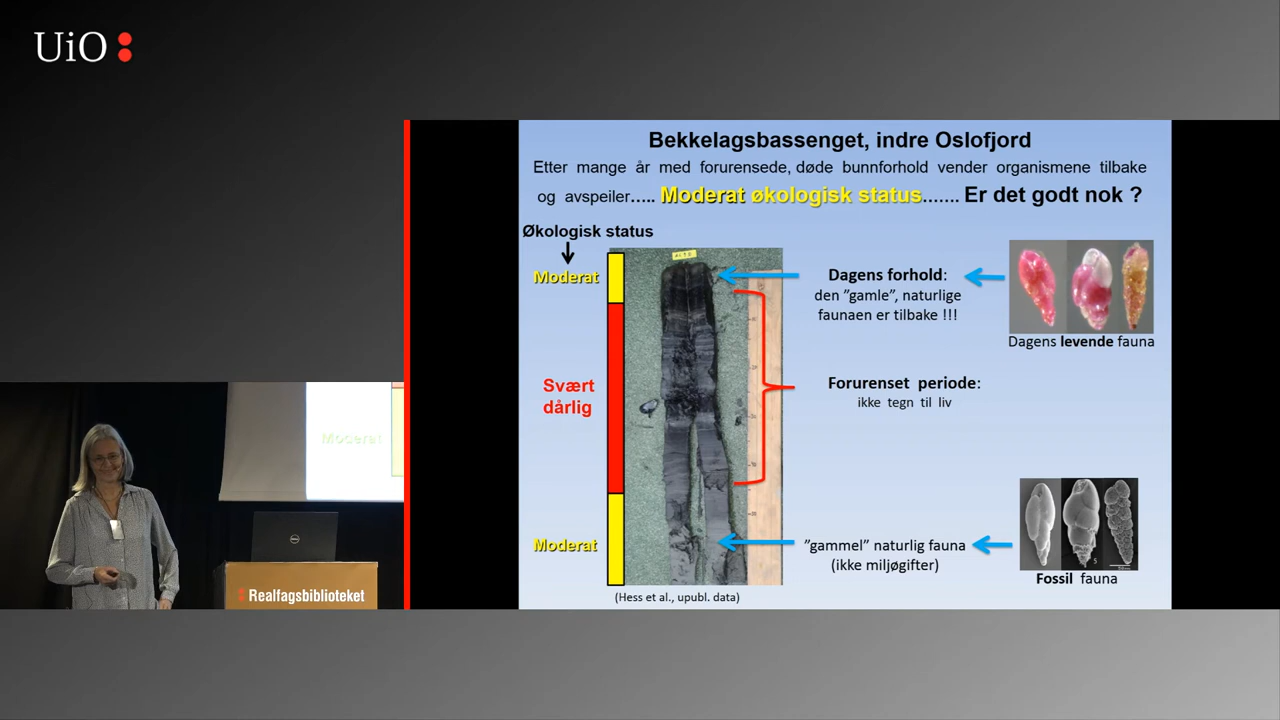 UiO
Bekkelagsbassenget, indre Oslofjord
Etter mange år med forurensede, døde bunnforhold vender organismene tilbake
og avspeiler..... Moderat økologisk status....... Er det godt nok ?
Økologisk status
Moderat
Dagens forhold:
den ”gamle”, naturlige
faunaen er tilbake !!!
Dagens levende fauna
Svært
dårlig
Forurenset periode:
ikke tegn til liv
Moderat
”gammel” naturlig fauna
(ikke miljøgifter)
Fossil fauna
(Hess et al., upubl. data)
Moderat
DELL
Realfagsbiblioteket